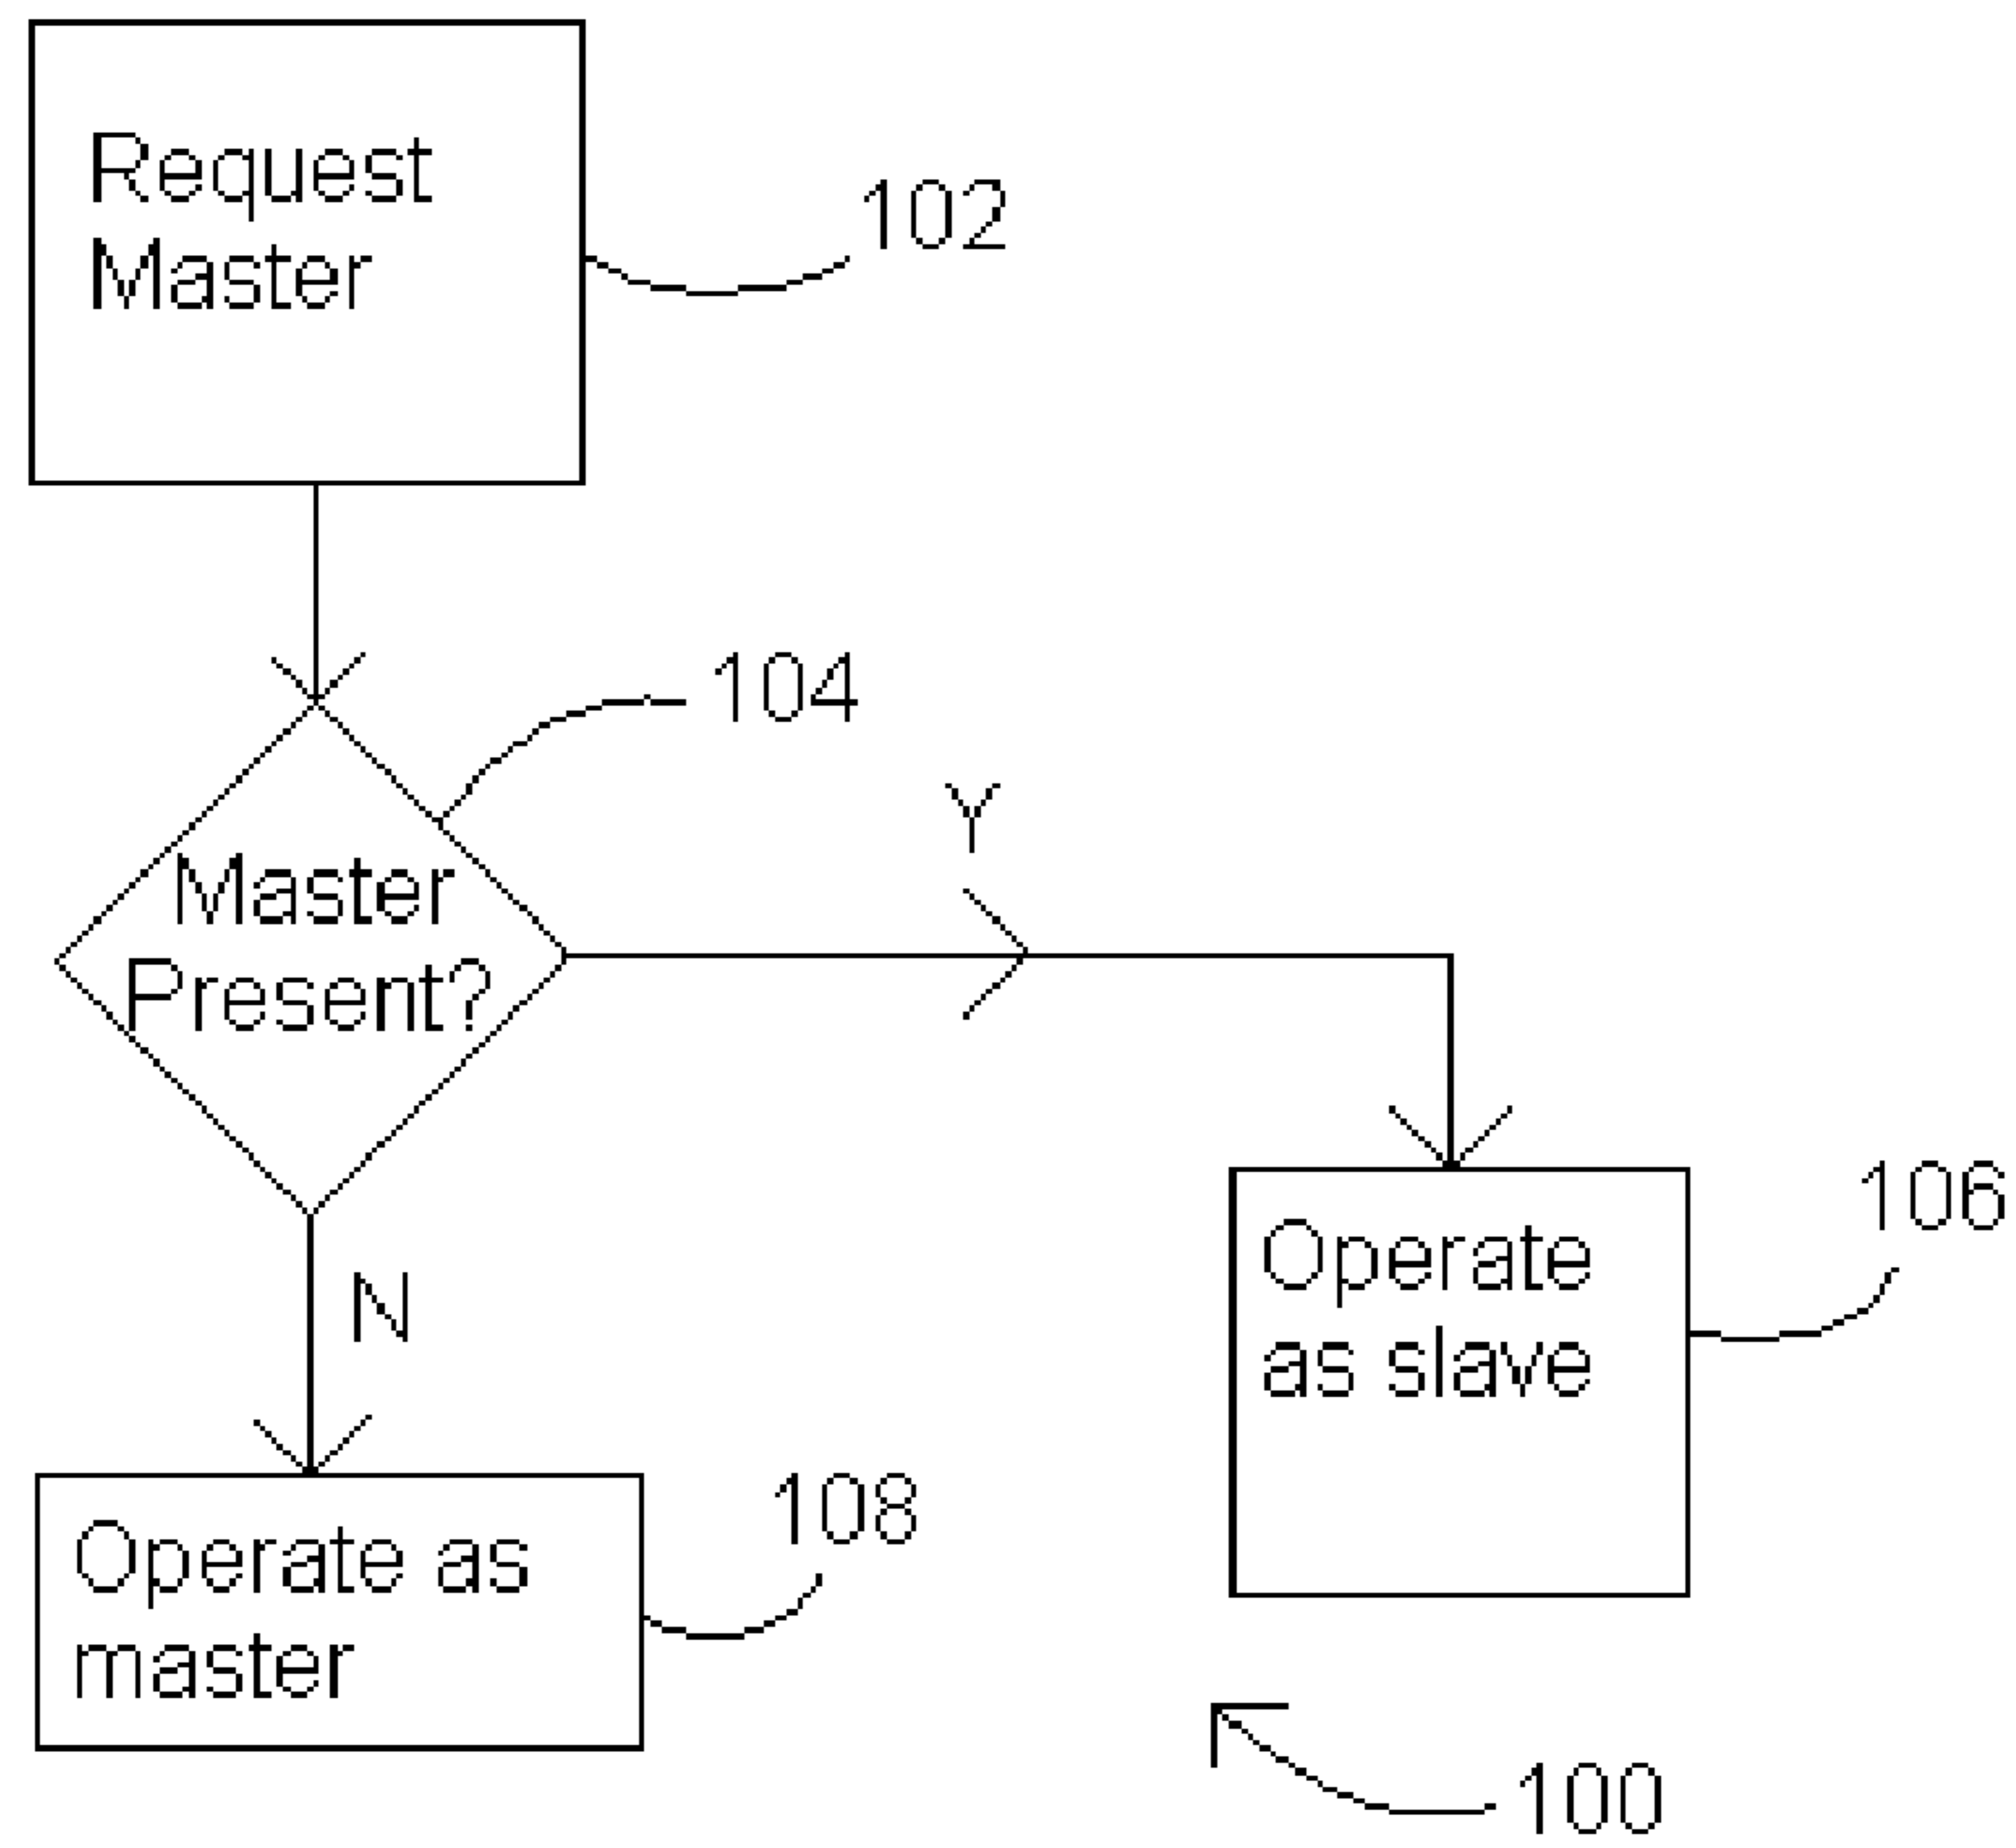 Request
Master
102
104
Y
Master
Present?
106
Operate
as slave
N
108
Operate as
master
100